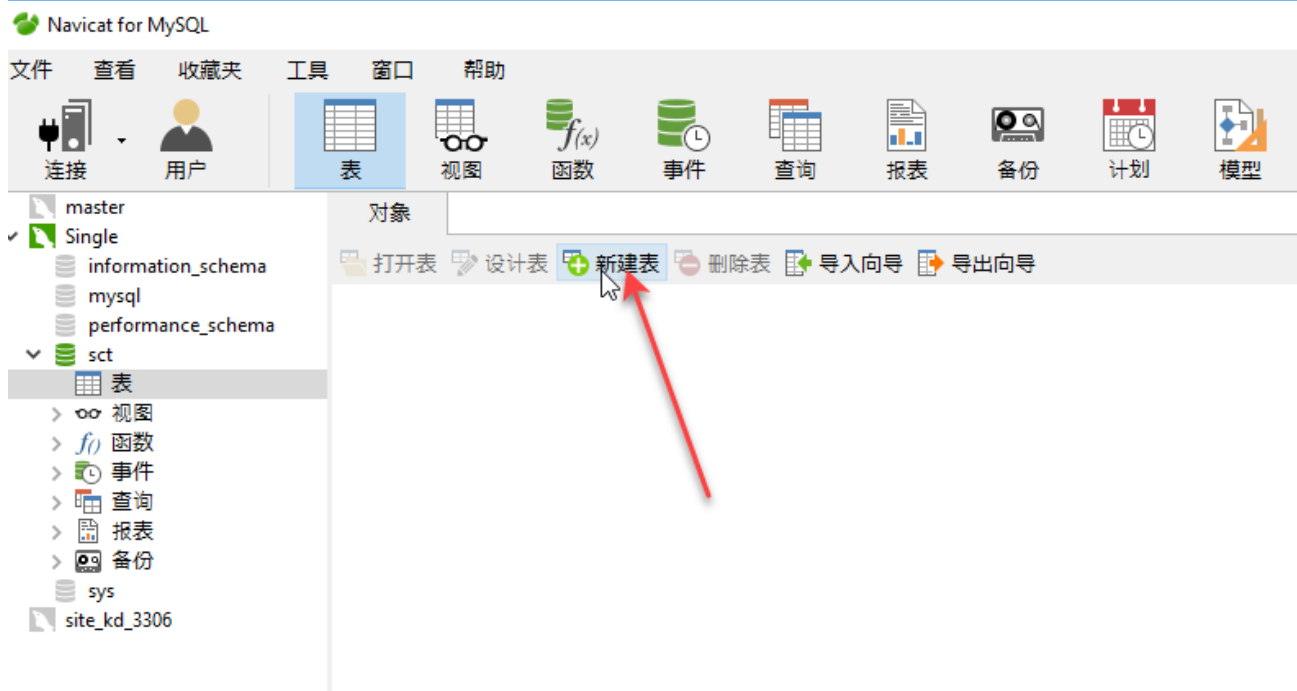 Navicat for MySQL
文件 查看 收藏夹 工具 窗口 帮助
连接 用户 表 视图 f(x) 函数 事件 查询 报表 备份 计划 模型
master
Single
information_schema
mysql
performance_schema
sct
表
视图
f() 函数
事件
查询
报表
备份
sys
site_kd_3306
对象
打开表 设计表 新建表 删除表 导入向导 导出向导